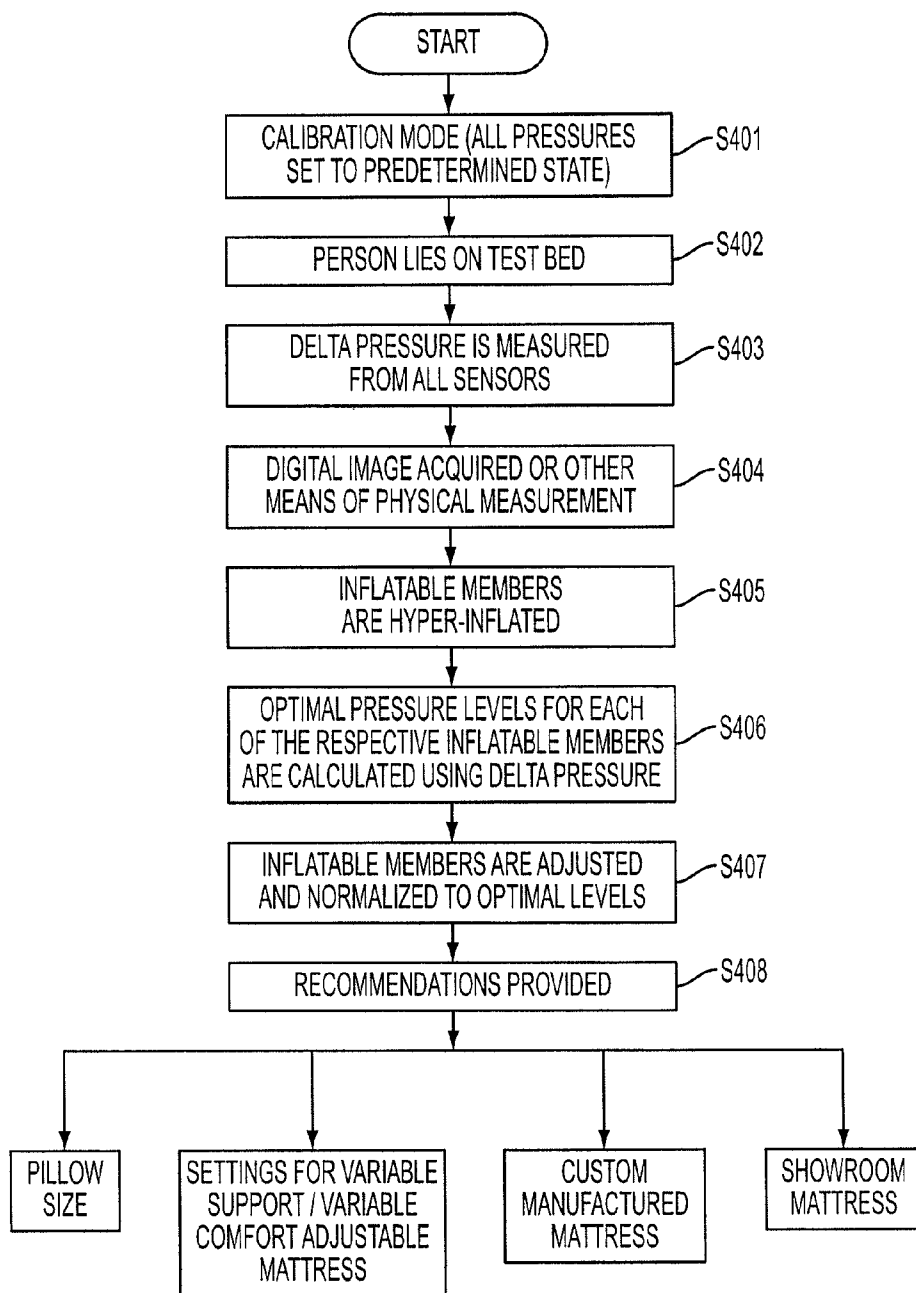 START
CALIBRATION MODE (ALL PRESSURES
SET TO PREDETERMINED STATE)
S401
PERSON LIES ON TEST BED
S402
DELTA PRESSURE IS MEASURED
FROM ALL SENSORS
S403
DIGITAL IMAGE ACQUIRED OR OTHER
MEANS OF PHYSICAL MEASUREMENT
S404
INFLATABLE MEMBERS
ARE HYPER-INFLATED
S405
OPTIMAL PRESSURE LEVELS FOR EACH
OF THE RESPECTIVE INFLATABLE MEMBERS
ARE CALCULATED USING DELTA PRESSURE
S406
INFLATABLE MEMBERS ARE ADJUSTED
AND NORMALIZED TO OPTIMAL LEVELS
S407
RECOMMENDATIONS PROVIDED
S408
PILLOW
SIZE
SETTINGS FOR VARIABLE
SUPPORT / VARIABLE
COMFORT ADJUSTABLE
MATTRESS
CUSTOM
MANUFACTURED
MATTRESS
SHOWROOM
MATTRESS